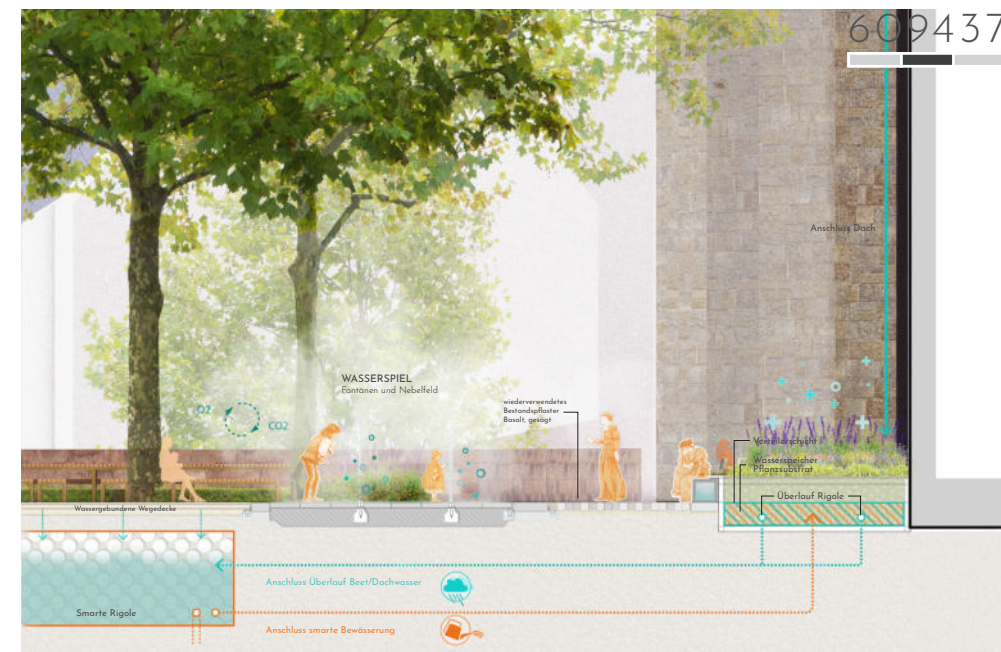 609437
Anschluss Dach
WASSERSPIEL
Fontänen und Nebelfeld
wiederverwendetes
Bestandspflaster
Basalt, gesägt
O2
CO2
Verteilerschicht
Wasserspeicher
Pflanzsubstrat
Überlauf Rigole
Wassergebundene Wegedecke
Anschluss Überlauf Beet/Dachwasser
Smarte Rigole
Anschluss smarte Bewässerung